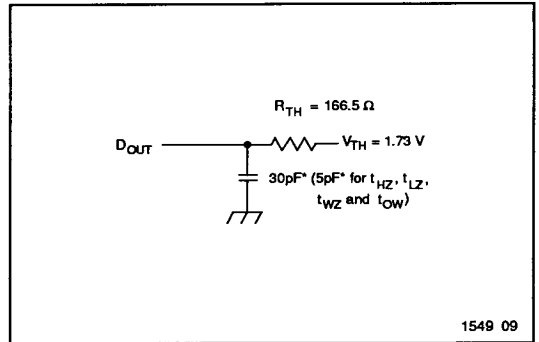 R_TH = 166.5 Ω
D_OUT
V_TH = 1.73 V
30pF* (5pF* for t_HZ, t_LZ,
t_WZ and t_OW)
1549 09